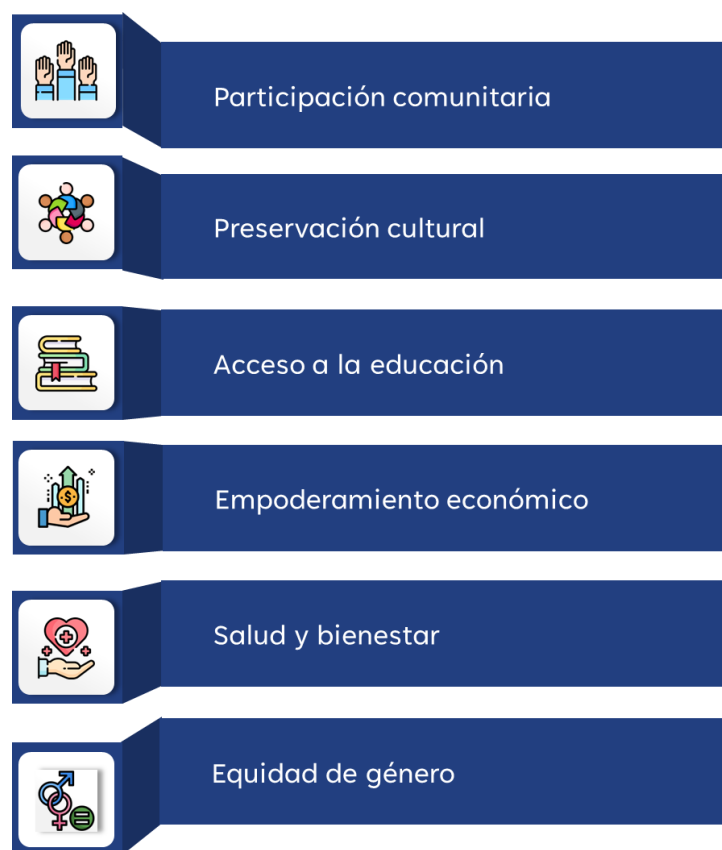 Participación comunitaria
Preservación cultural
Acceso a la educación
Empoderamiento económico
Salud y bienestar
Equidad de género